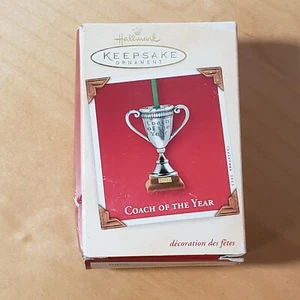 Hallmark
KEEPSAKE
ORNAMENT
COACH OF THE YEAR
décoration des fêtes